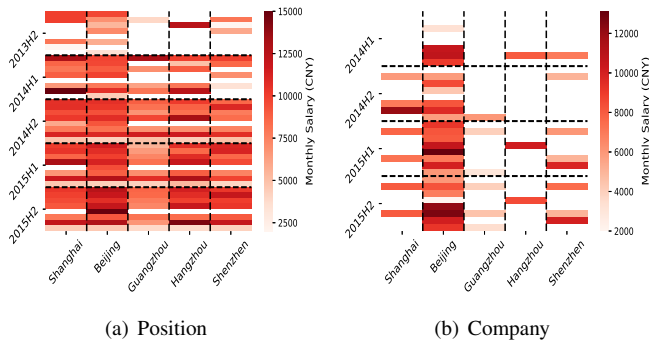 2013H2
2014H1
2014H2
2015H1
2015H2
Shanghai
Beijing
Guangzhou
Hangzhou
Shenzhen
15000
12500
10000
7500
5000
2500
Monthly Salary (CNY)
(a) Position
2014H1
2014H2
2015H1
2015H2
Shanghai
Beijing
Guangzhou
Hangzhou
Shenzhen
12000
10000
8000
6000
4000
2000
Monthly Salary (CNY)
(b) Company